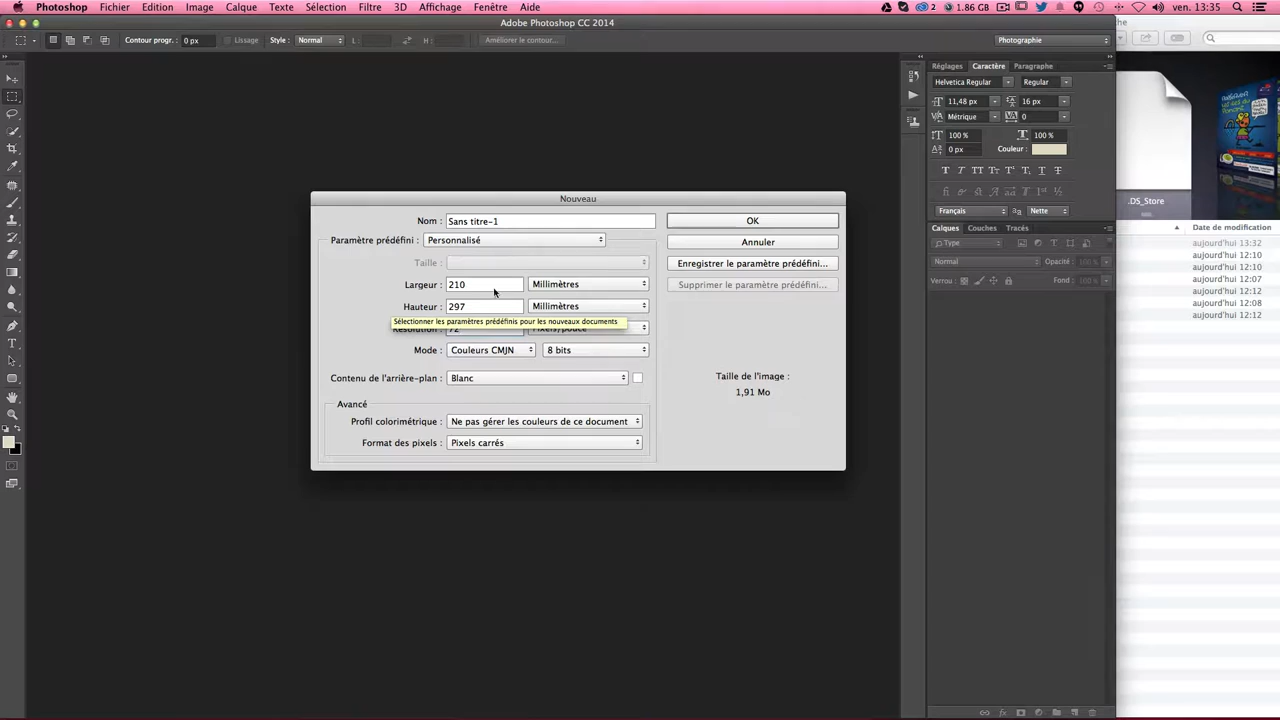 Photoshop Fichier Edition Image Calque Texte Sélection Filtre 3D Affichage Fenêtre Aide
2 1.86 GB ven. 13:35
Adobe Photoshop CC 2014
Contour progr. : 0 px Lissage Style : Normal L : H : Améliorer le contour...
Photographie
Réglages Caractère Paragraphe
Helvetica Regular Regular
11,48 px 16 px
Métrique 0
100 % 100 %
0 px Couleur :
Français Nette
Calques Couches Tracés
Type
Normal Opacité : 100 %
Verrou : Fond : 100 %
Nouveau
Nom : Sans titre-1
Paramètre prédéfini : Personnalisé
Taille :
Largeur : 210 Millimètres
Hauteur : 297 Millimètres
Sélectionner les paramètres prédéfinis pour les nouveaux documents
Résolution : 72 Pixels/pouce
Mode : Couleurs CMJN 8 bits
Contenu de l'arrière-plan : Blanc
Avancé
Profil colorimétrique : Ne pas gérer les couleurs de ce document
Format des pixels : Pixels carrés
OK
Annuler
Enregistrer le paramètre prédéfini...
Supprimer le paramètre prédéfini...
Taille de l'image :
1,91 Mo
.DS_Store
Date de modification
aujourd'hui 13:32
aujourd'hui 12:10
aujourd'hui 12:10
aujourd'hui 12:07
aujourd'hui 12:12
aujourd'hui 12:08
aujourd'hui 12:12